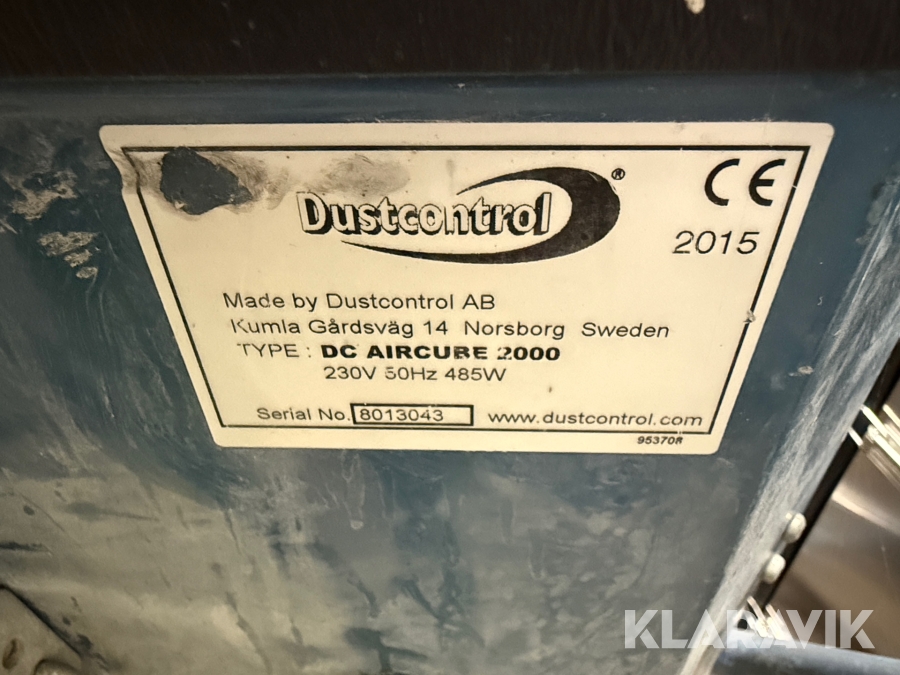 Dustcontrol®
CE
2015
Made by Dustcontrol AB
Kumla Gårdsväg 14 Norsborg Sweden
TYPE : DC AIRCUBE 2000
230V 50Hz 485W
Serial No. 8013043 www.dustcontrol.com
95370R
KLARAVIK